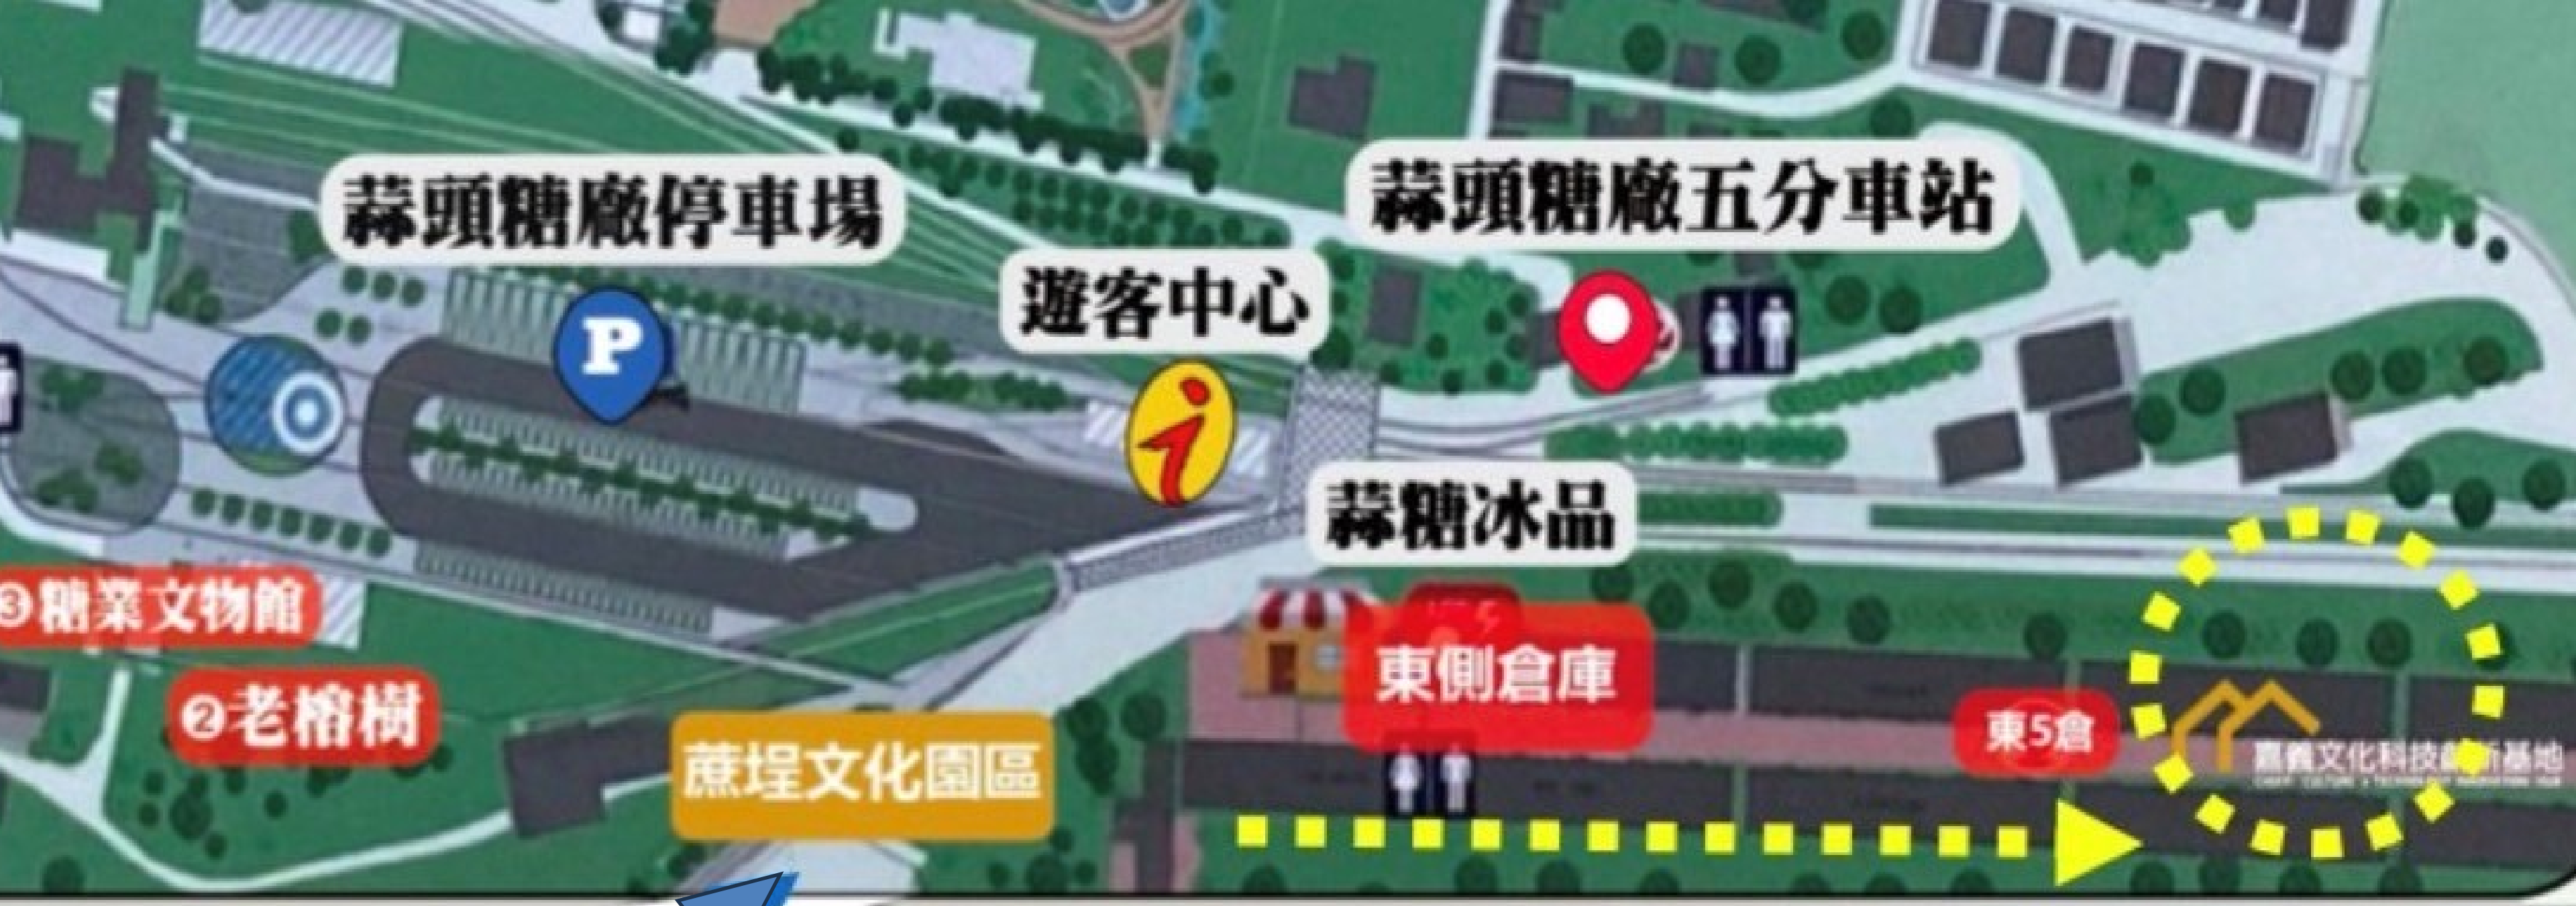 蒜頭糖廠停車場
蒜頭糖廠五分車站
遊客中心
P
i
蒜糖冰品
❸糖業文物館
東側倉庫
❷老榕樹
東5倉
蔗埕文化園區
嘉義文化科技創新基地